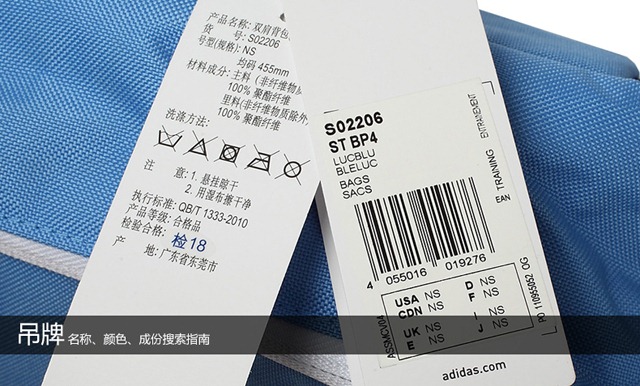 产品名称: 双肩背包
货 号: S02206
号型(规格): NS
均码 455mm
材料成分: 主料 (非纤维物质
100% 聚酯纤维
里料(非纤维物质除外
100% 聚酯纤维
洗涤方法:
注 意: 1. 悬挂晾干
2. 用湿布擦干净
执行标准: QB/T 1333-2010
产品等级: 合格品
检验合格: 检 18
产 地: 广东省东莞市
S02206
ST BP4
LUCBLU
BLELUC
BAGS
SACS
EAN TRAINING ENTRAINEMENT
4 055016 019276
USA NS D NS
CDN NS F NS
UK NS I NS
E NS J NS
ASSMCV04
adidas.com
吊牌 名称、颜色、成份搜索指南